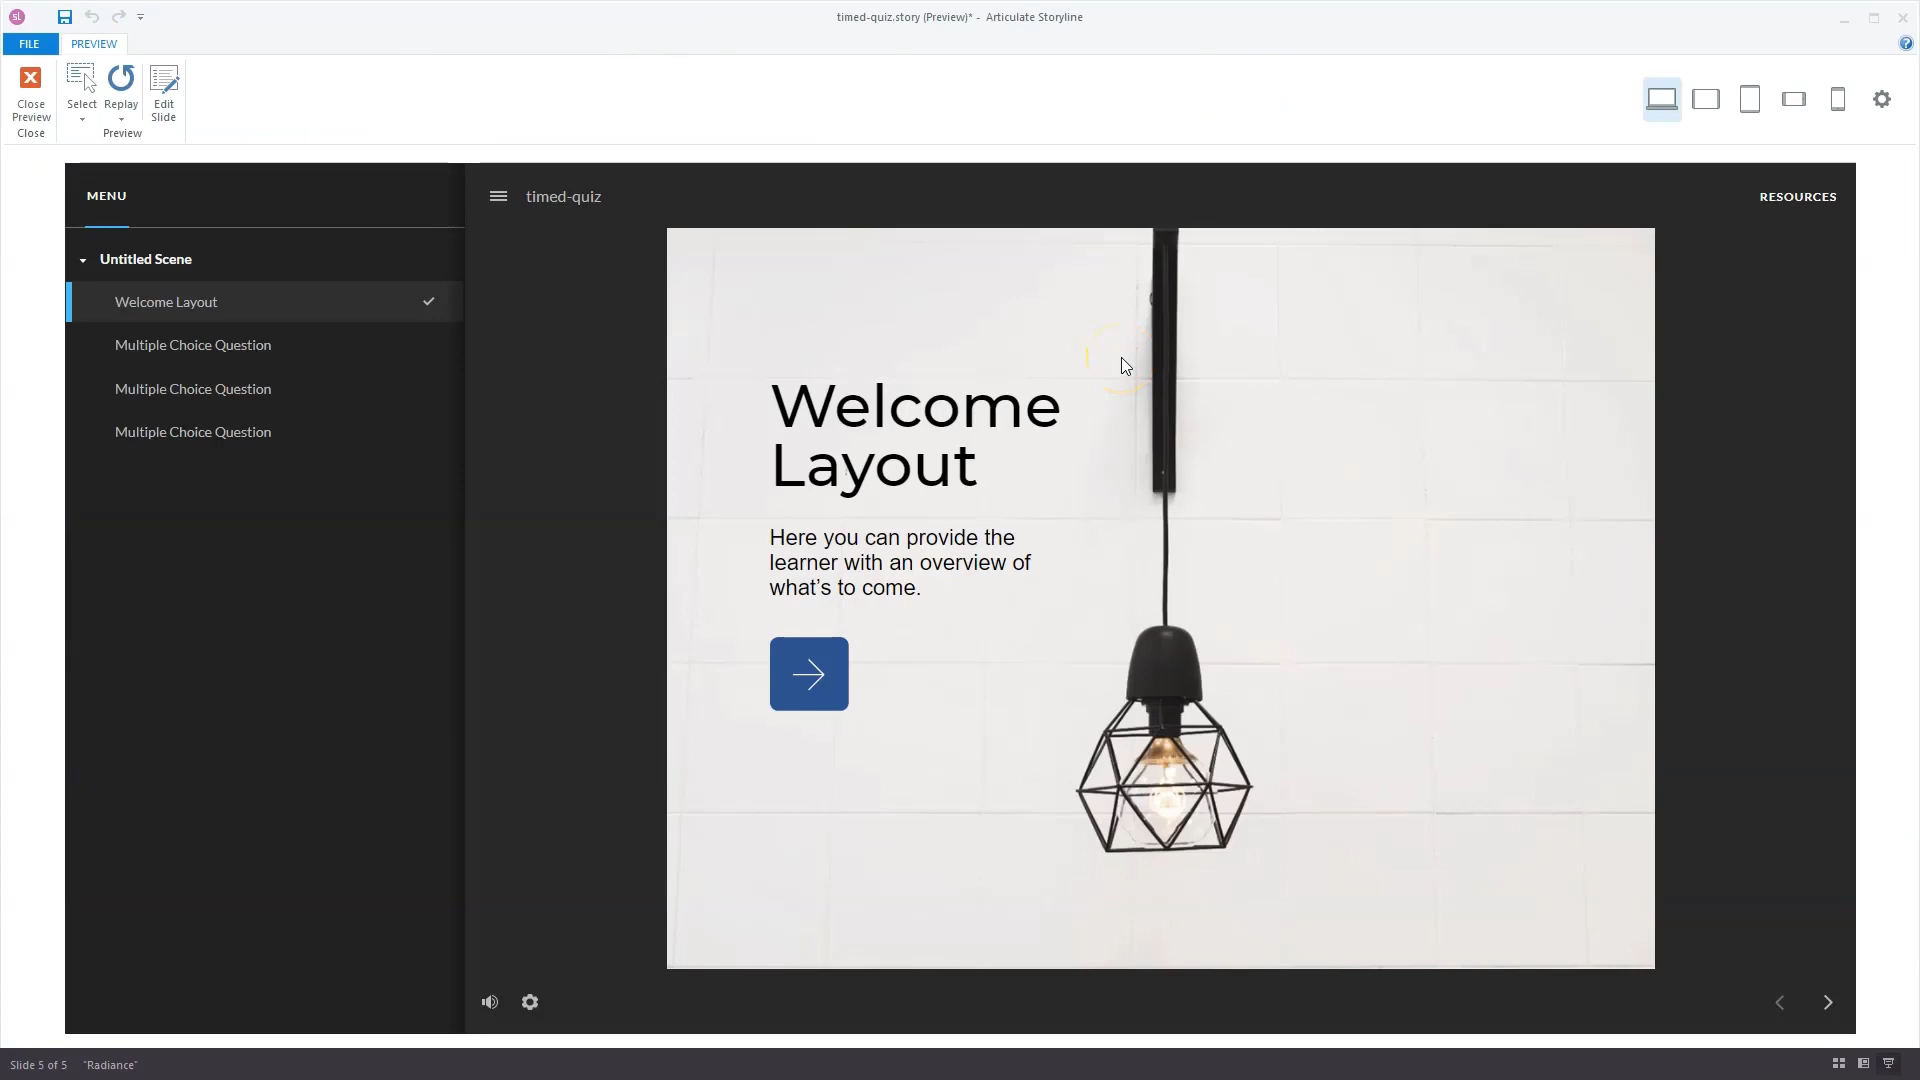 sl
timed-quiz.story (Preview)* - Articulate Storyline
FILE
PREVIEW
?
Close
Preview
Select
Replay
Edit
Slide
Close
Preview
MENU
timed-quiz
RESOURCES
Untitled Scene
Welcome Layout
Multiple Choice Question
Multiple Choice Question
Multiple Choice Question
Welcome
Layout
Here you can provide the
learner with an overview of
what’s to come.
Slide 5 of 5
"Radiance"